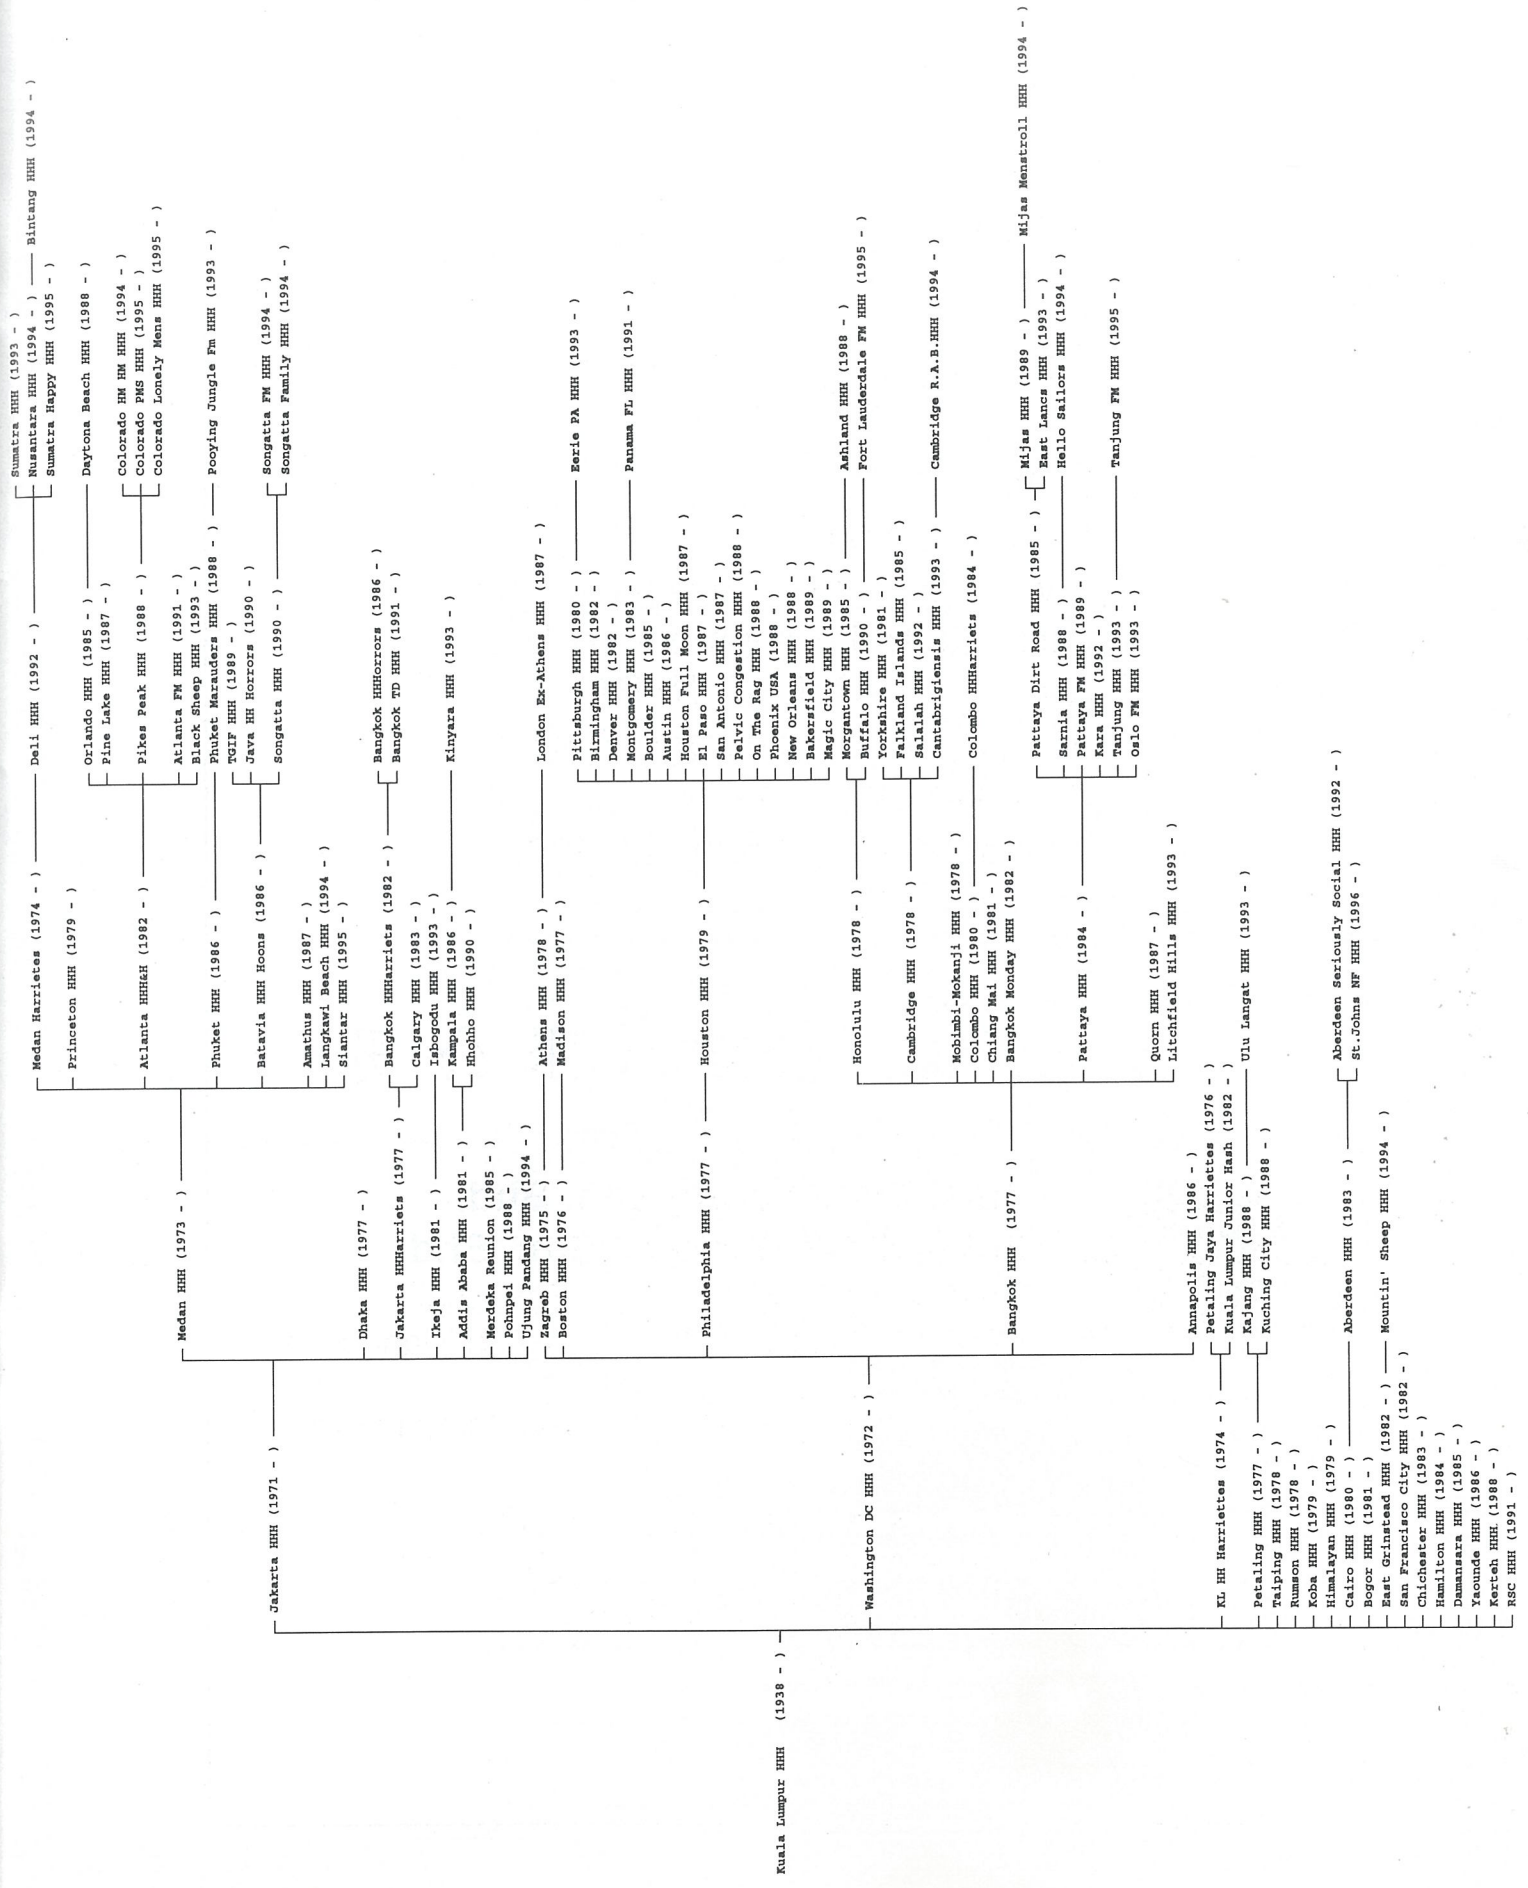 Kuala Lumpur HHH (1938 - )
Jakarta HHH (1971 - )
Medan HHH (1973 - )
Medan Harrietes (1974 - )
Deli HHH (1992 - )
Sumatra HHH (1993 - )
Nusantara HHH (1994 - )
Bintang HHH (1994 - )
Sumatra Happy HHH (1995 - )
Princeton HHH (1979 - )
Atlanta HHH&H (1982 - )
Orlando HHH (1985 - )
Daytona Beach HHH (1988 - )
Pine Lake HHH (1987 - )
Pikes Peak HHH (1988 - )
Colorado HM HHH (1994 - )
Colorado PMS HHH (1995 - )
Colorado Lonely Mens HHH (1995 - )
Atlanta FM HHH (1991 - )
Black Sheep HHH (1993 - )
Phuket HHH (1986 - )
Phuket Marauders HHH (1988 - )
Pooying Jungle Fm HHH (1993 - )
Batavia HHH Hoons (1986 - )
TGIF HHH (1989 - )
Java HH Horrors (1990 - )
Songatta HHH (1990 - )
Songatta FM HHH (1994 - )
Songatta Family HHH (1994 - )
Amathus HHH (1987 - )
Langkawi Beach HHH (1994 - )
Siantar HHH (1995 - )
Dhaka HHH (1977 - )
Jakarta HHHarriets (1977 - )
Bangkok HHHarriets (1982 - )
Bangkok HHHorrors (1986 - )
Bangkok TD HHH (1991 - )
Calgary HHH (1983 - )
Ikeja HHH (1981 - )
Isbogodu HHH (1993 - )
Addis Ababa HHH (1981 - )
Kampala HHH (1986 - )
Kinyara HHH (1993 - )
Hhohho HHH (1990 - )
Merdeka Reunion (1985 - )
Pohnpei HHH (1988 - )
Ujung Pandang HHH (1994 - )
Washington DC HHH (1972 - )
Zagreb HHH (1975 - )
Athens HHH (1978 - )
London Ex-Athens HHH (1987 - )
Boston HHH (1976 - )
Madison HHH (1977 - )
Philadelphia HHH (1977 - )
Houston HHH (1979 - )
Pittsburgh HHH (1980 - )
Eerie PA HHH (1993 - )
Birmingham HHH (1982 - )
Denver HHH (1982 - )
Montgomery HHH (1983 - )
Panama FL HHH (1991 - )
Boulder HHH (1985 - )
Austin HHH (1986 - )
Houston Full Moon HHH (1987 - )
El Paso HHH (1987 - )
San Antonio HHH (1987 - )
Pelvic Congestion HHH (1988 - )
On The Rag HHH (1988 - )
Phoenix USA (1988 - )
New Orleans HHH (1988 - )
Bakersfield HHH (1989 - )
Magic City HHH (1989 - )
Bangkok HHH (1977 - )
Honolulu HHH (1978 - )
Morgantown HHH (1985 - )
Ashland HHH (1988 - )
Buffalo HHH (1990 - )
Fort Lauderdale FM HHH (1995 - )
Cambridge HHH (1978 - )
Yorkshire HHH (1981 - )
Falkland Islands HHH (1985 - )
Salalah HHH (1992 - )
Cantabrigiensis HHH (1993 - )
Cambridge R.A.B.HHH (1994 - )
Mobimbi-Mokanji HHH (1978 - )
Colombo HHH (1980 - )
Colombo HHHarriets (1984 - )
Chiang Mai HHH (1981 - )
Bangkok Monday HHH (1982 - )
Pattaya HHH (1984 - )
Pattaya Dirt Road HHH (1985 - )
Mijas HHH (1989 - )
Mijas Menstroll HHH (1994 - )
East Lancs HHH (1993 - )
Sarnia HHH (1988 - )
Hello Sailors HHH (1994 - )
Pattaya FM HHH (1989 - )
Kara HHH (1992 - )
Tanjung HHH (1993 - )
Tanjung FM HHH (1995 - )
Oslo FM HHH (1993 - )
Quorn HHH (1987 - )
Litchfield Hills HHH (1993 - )
Annapolis HHH (1986 - )
KL HH Harriettes (1974 - )
Petaling Jaya Harriettes (1976 - )
Kuala Lumpur Junior Hash (1982 - )
Petaling HHH (1977 - )
Kajang HHH (1988 - )
Ulu Langat HHH (1993 - )
Kuching City HHH (1988 - )
Taiping HHH (1978 - )
Rumson HHH (1978 - )
Koba HHH (1979 - )
Himalayan HHH (1979 - )
Cairo HHH (1980 - )
Aberdeen HHH (1983 - )
Aberdeen Seriously Social HHH (1992 - )
St.Johns NF HHH (1996 - )
Bogor HHH (1981 - )
East Grinstead HHH (1982 - )
Mountin' Sheep HHH (1994 - )
San Francisco City HHH (1982 - )
Chichester HHH (1983 - )
Hamilton HHH (1984 - )
Damansara HHH (1985 - )
Yaounde HHH (1986 - )
Kerteh HHH (1988 - )
RSC HHH (1991 - )